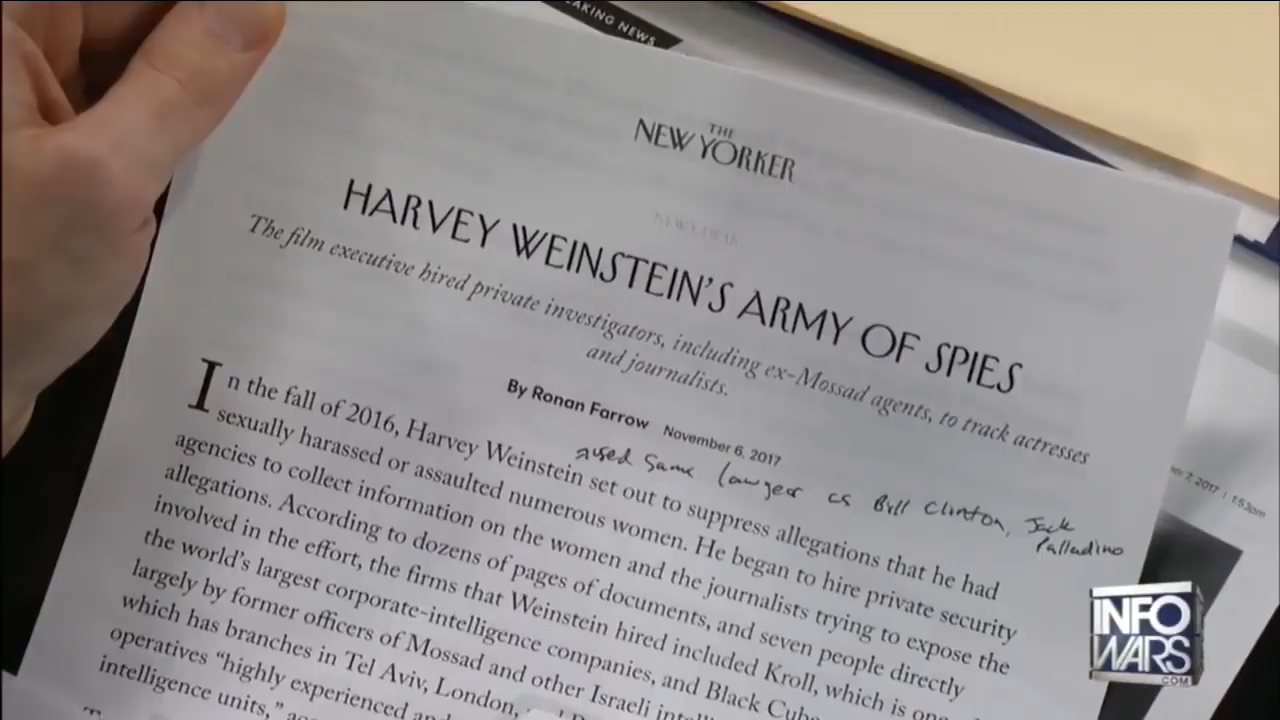 AKING NEWS
THE
NEW YORKER
NEWS DESK
HARVEY WEINSTEIN'S ARMY OF SPIES
The film executive hired private investigators, including ex-Mossad agents, to track actresses
and journalists.
By Ronan Farrow November 6, 2017
used same lawyer as Bill Clinton, Jack
Palladino
In the fall of 2016, Harvey Weinstein set out to suppress allegations that he had
sexually harassed or assaulted numerous women. He began to hire private security
agencies to collect information on the women and the journalists trying to expose the
allegations. According to dozens of pages of documents, and seven people directly
involved in the effort, the firms that Weinstein hired included Kroll, which is one
the world's largest corporate-intelligence companies, and Black Cube
largely by former officers of Mossad and other Israeli
which has branches in Tel Aviv, London,
operatives "highly experienced and
intelligence units,"
7, 2017 | 1:53pm
INFO
WARS
.COM